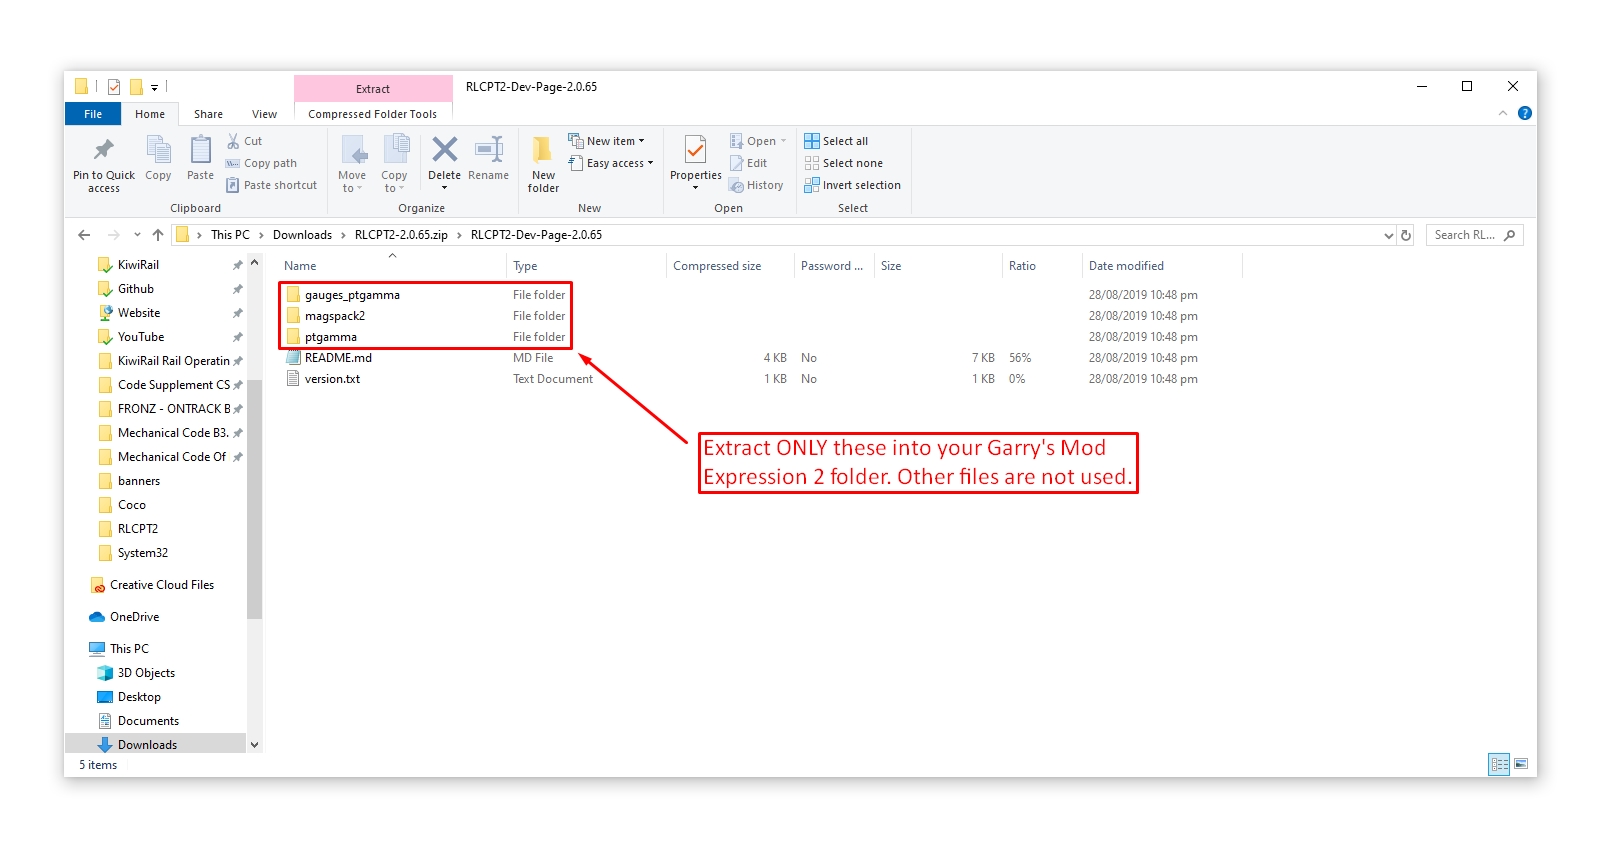 Extract
RLCPT2-Dev-Page-2.0.65
File Home Share View Compressed Folder Tools
Pin to Quick access
Copy
Paste
Cut
Copy path
Paste shortcut
Clipboard
Move to
Copy to
Delete
Rename
Organize
New folder
New item
Easy access
New
Properties
Open
Edit
History
Open
Select all
Select none
Invert selection
Select
This PC > Downloads > RLCPT2-2.0.65.zip > RLCPT2-Dev-Page-2.0.65
Search RL...
KiwiRail
Github
Website
YouTube
KiwiRail Rail Operatin
Code Supplement CS
FRONZ - ONTRACK B
Mechanical Code B3.
Mechanical Code Of
banners
Coco
RLCPT2
System32
Creative Cloud Files
OneDrive
This PC
3D Objects
Desktop
Documents
Downloads
Name Type Compressed size Password ... Size Ratio Date modified
gauges_ptgamma File folder 28/08/2019 10:48 pm
magspack2 File folder 28/08/2019 10:48 pm
ptgamma File folder 28/08/2019 10:48 pm
README.md MD File 4 KB No 7 KB 56% 28/08/2019 10:48 pm
version.txt Text Document 1 KB No 1 KB 0% 28/08/2019 10:48 pm
Extract ONLY these into your Garry's Mod
Expression 2 folder. Other files are not used.
5 items